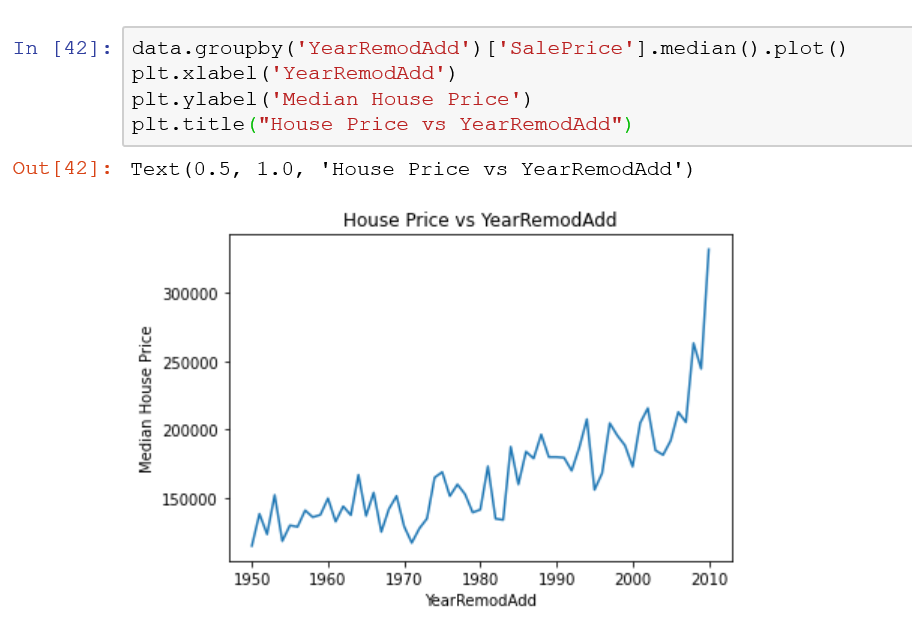 In [42]: data.groupby('YearRemodAdd')['SalePrice'].median().plot()
plt.xlabel('YearRemodAdd')
plt.ylabel('Median House Price')
plt.title("House Price vs YearRemodAdd")
Out[42]: Text(0.5, 1.0, 'House Price vs YearRemodAdd')
House Price vs YearRemodAdd
Median House Price
300000
250000
200000
150000
1950 1960 1970 1980 1990 2000 2010
YearRemodAdd